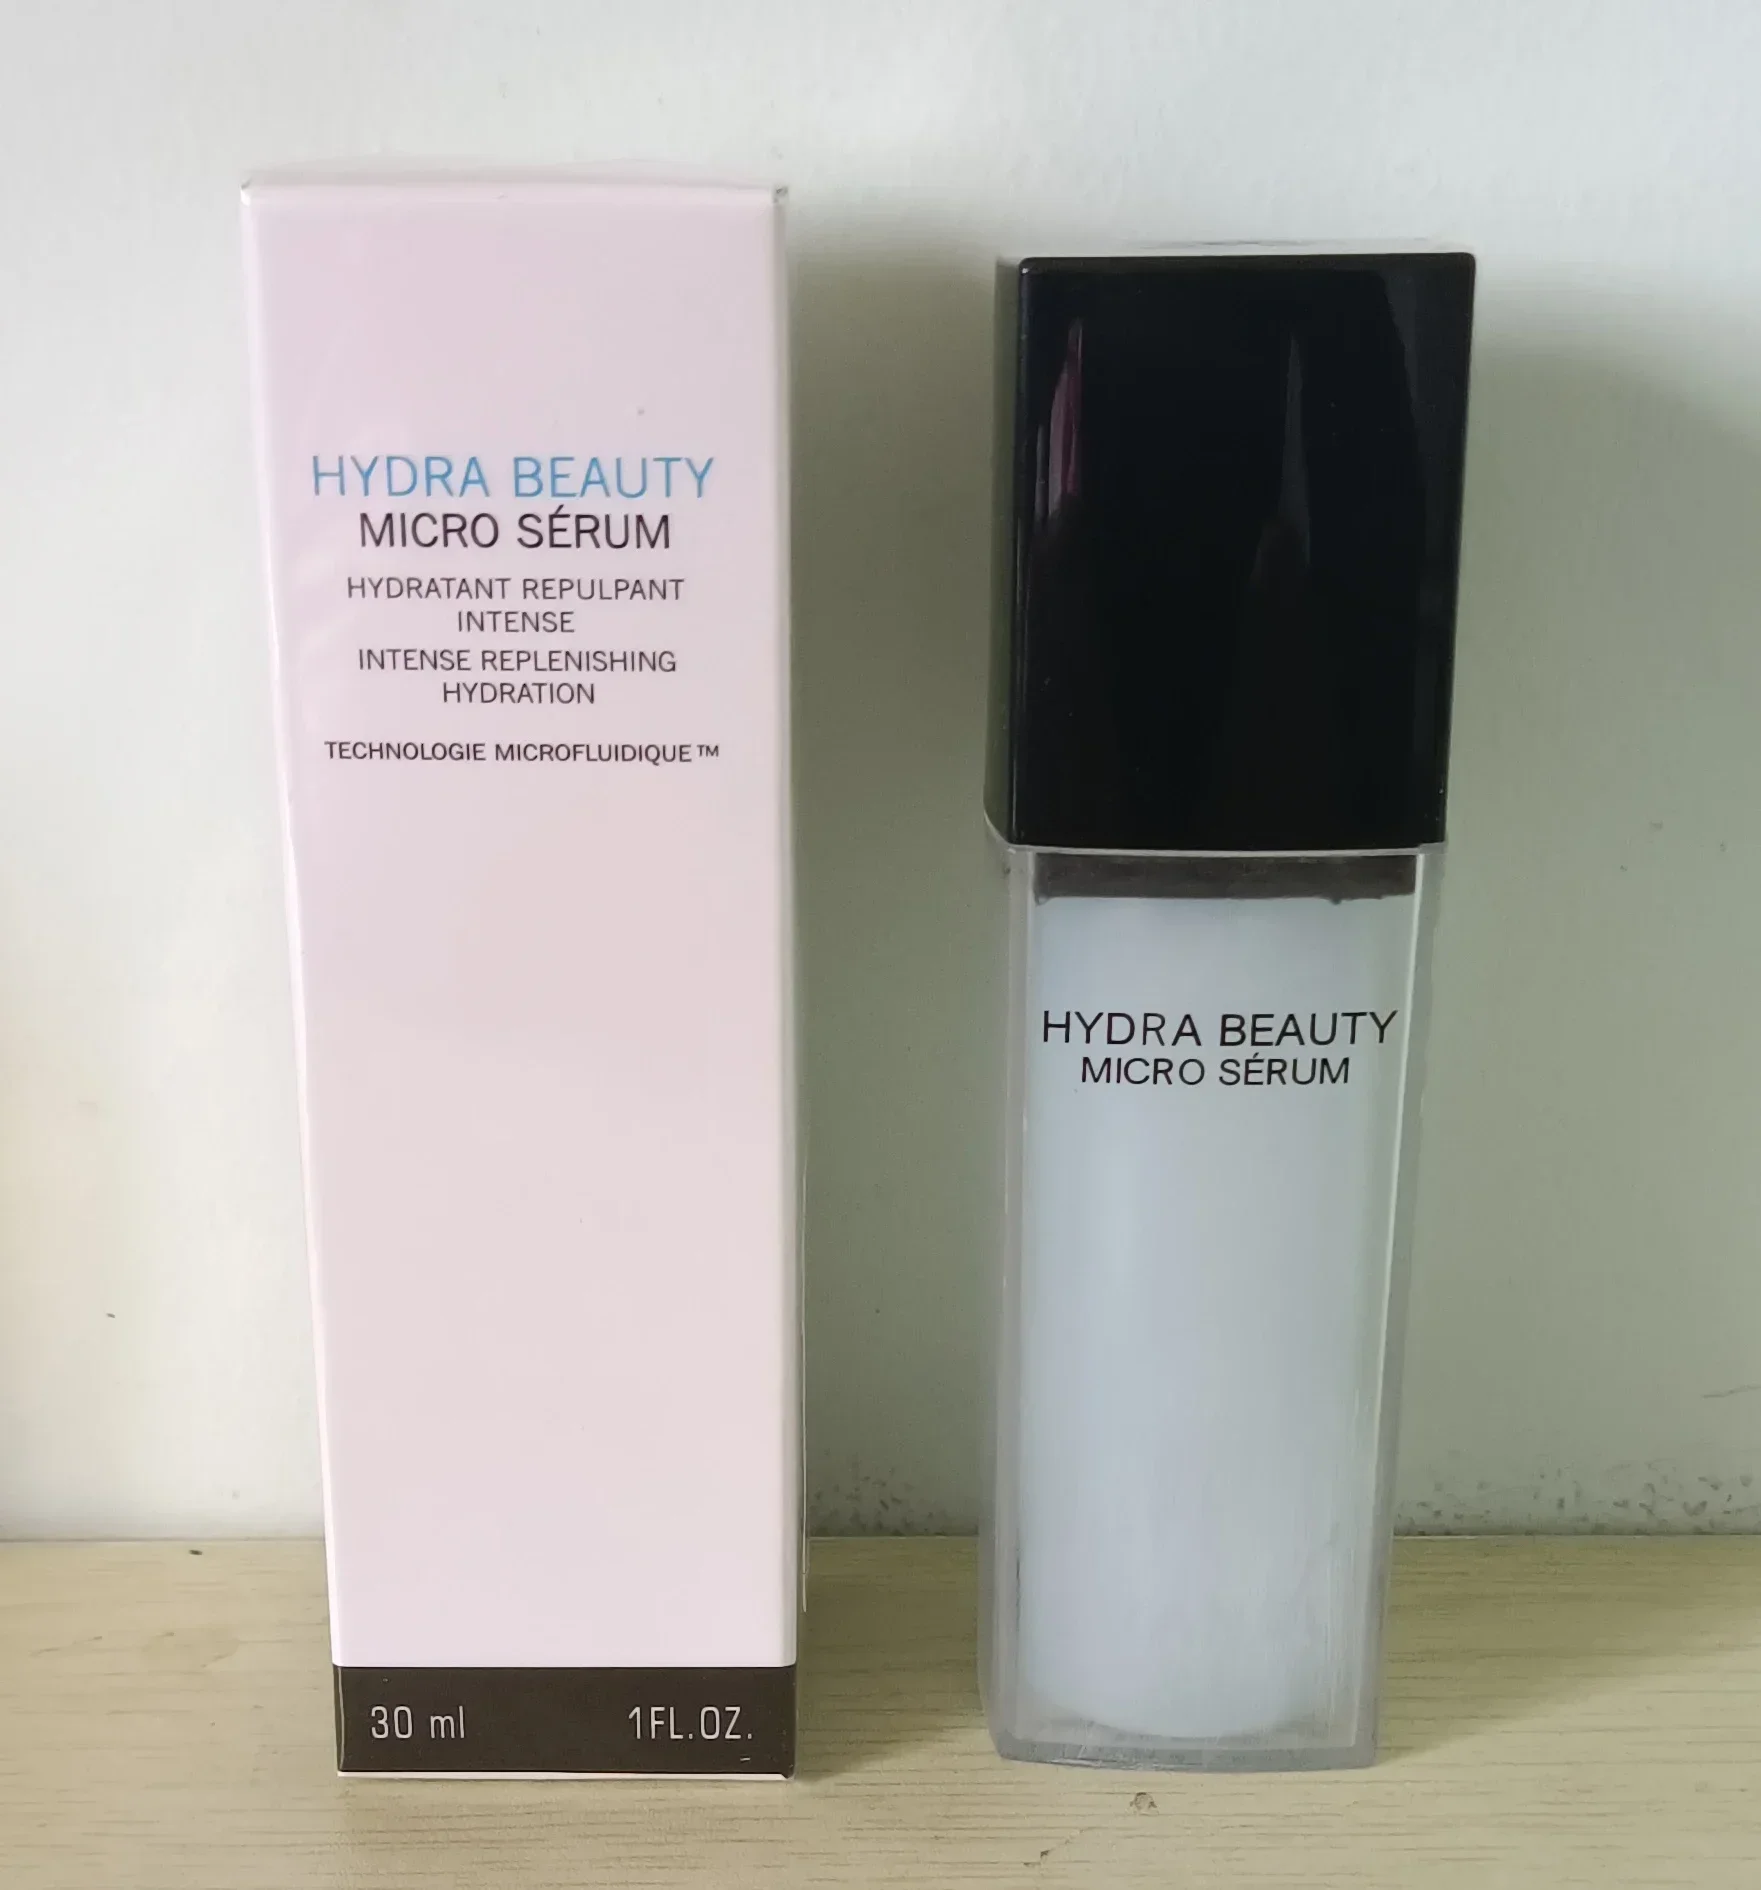 HYDRA BEAUTY
MICRO SÉRUM
HYDRATANT REPULPANT
INTENSE
INTENSE REPLENISHING
HYDRATION
TECHNOLOGIE MICROFLUIDIQUE™
30 ml 1FL.OZ.
HYDRA BEAUTY
MICRO SÉRUM